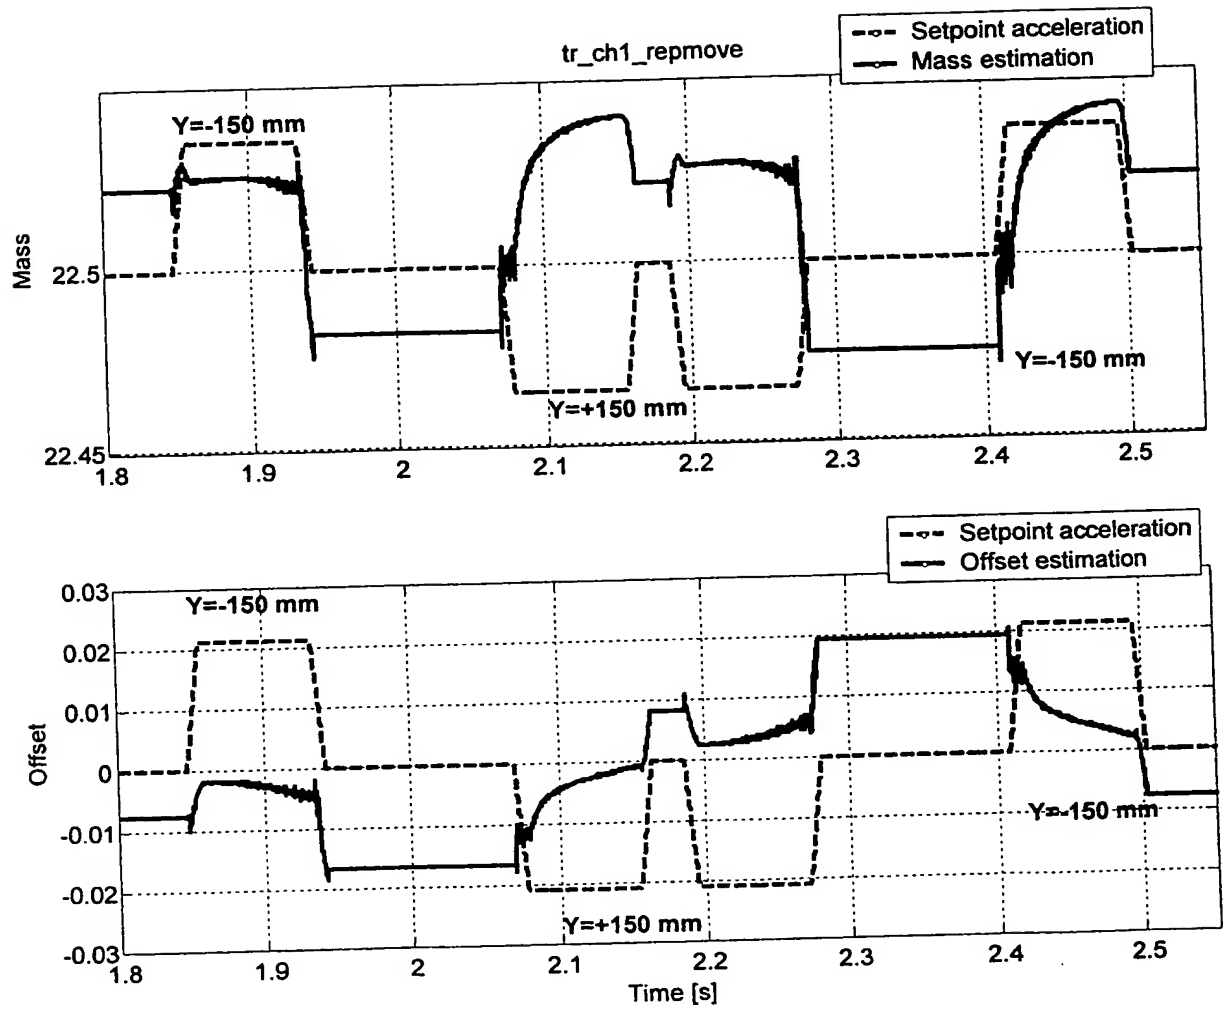 tr_ch1_repmove
Setpoint acceleration
Mass estimation
Y=-150 mm
Mass
22.5
Y=-150 mm
Y=+150 mm
22.45
1.8 1.9 2 2.1 2.2 2.3 2.4 2.5
Setpoint acceleration
Offset estimation
0.03
Y=-150 mm
0.02
0.01
Offset
0
-0.01
Y=-150 mm
-0.02
Y=+150 mm
-0.03
1.8 1.9 2 2.1 2.2 2.3 2.4 2.5
Time [s]